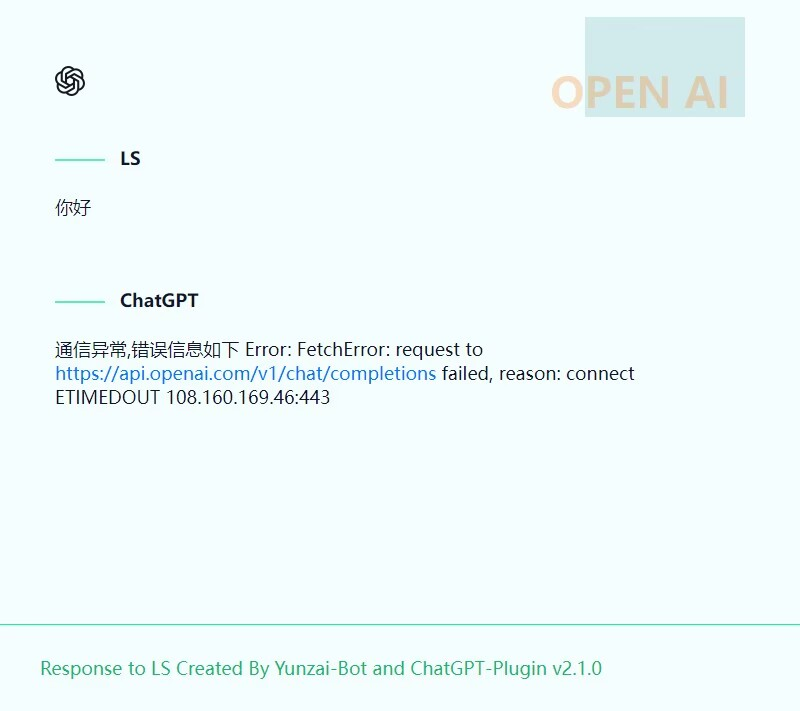 OPEN AI
LS
你好
ChatGPT
通信异常,错误信息如下 Error: FetchError: request to
https://api.openai.com/v1/chat/completions failed, reason: connect
ETIMEDOUT 108.160.169.46:443
Response to LS Created By Yunzai-Bot and ChatGPT-Plugin v2.1.0